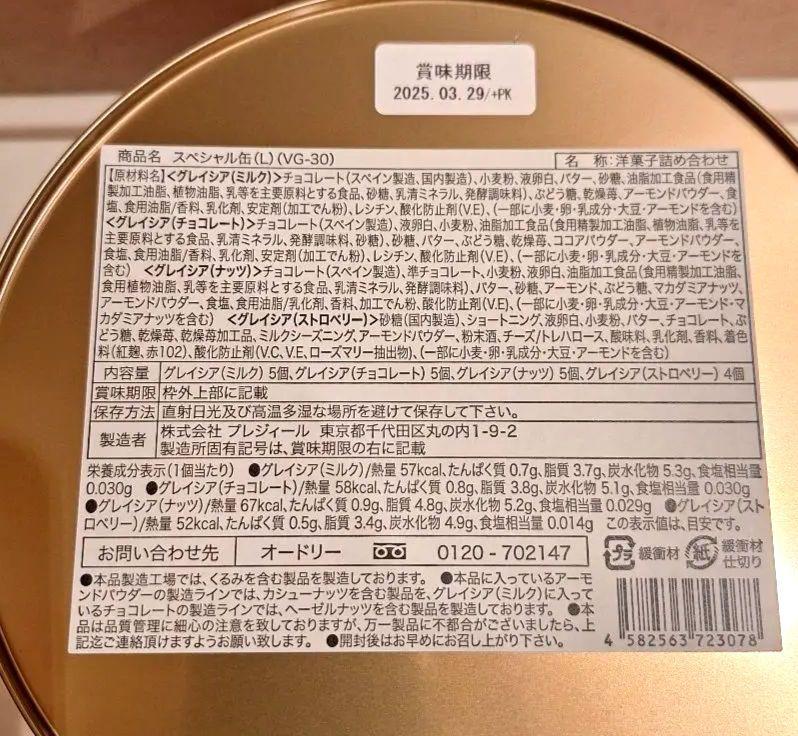 賞味期限
2025.03.29/+PK
商品名 スペシャル缶(L)(VG-30) 名 称:洋菓子詰め合わせ
【原材料名】<グレイシア(ミルク)>チョコレート(スペイン製造、国内製造)、小麦粉、液卵白、バター、砂糖、油脂加工食品(食用精
製加工油脂、植物油脂、乳等を主要原料とする食品、砂糖、乳清ミネラル、発酵調味料)、ぶどう糖、乾燥苺、アーモンドパウダー、食
塩、食用油脂/香料、乳化剤、安定剤(加工でん粉)、レシチン、酸化防止剤(V.E)、(一部に小麦・卵・乳成分・大豆・アーモンドを含む)
<グレイシア(チョコレート)>チョコレート(スペイン製造)、液卵白、小麦粉、油脂加工食品(食用精製加工油脂、植物油脂、乳等を
主要原料とする食品、乳清ミネラル、発酵調味料、砂糖)、砂糖、バター、ぶどう糖、乾燥苺、ココアパウダー、アーモンドパウダー、
食塩、食用油脂/香料、乳化剤、安定剤(加工でん粉)、レシチン、酸化防止剤(V.E)、(一部に小麦・卵・乳成分・大豆・アーモンドを
含む) <グレイシア(ナッツ)>チョコレート(スペイン製造)、準チョコレート、小麦粉、液卵白、油脂加工食品(食用精製加工油脂、
食用植物油脂、乳等を主要原料とする食品、乳清ミネラル、発酵調味料)、バター、砂糖、アーモンド、ぶどう糖、マカダミアナッツ、
アーモンドパウダー、食塩、食用油脂/乳化剤、香料、加工でん粉、酸化防止剤(V.E)、(一部に小麦・卵・乳成分・大豆・アーモンド・マ
カダミアナッツを含む) <グレイシア(ストロベリー)>砂糖(国内製造)、ショートニング、液卵白、小麦粉、バター、チョコレート、ぶ
どう糖、乾燥苺、乾燥苺加工品、ミルクシーズニング、アーモンドパウダー、粉末酒、チーズ/トレハロース、酸味料、乳化剤、香料、着色
料(紅麹、赤102)、酸化防止剤(V.C、V.E、ローズマリー抽出物)、(一部に小麦・卵・乳成分・大豆・アーモンドを含む)
内容量 グレイシア(ミルク) 5個、グレイシア(チョコレート) 5個、グレイシア(ナッツ) 5個、グレイシア(ストロベリー) 4個
賞味期限 枠外上部に記載
保存方法 直射日光及び高温多湿な場所を避けて保存して下さい。
製造者 株式会社 プレジィール 東京都千代田区丸の内1-9-2
製造所固有記号は、賞味期限の右に記載
栄養成分表示(1個当たり) ●グレイシア(ミルク)/熱量 57kcal、たんぱく質 0.7g、脂質 3.7g、炭水化物 5.3g、食塩相当量
0.030g ●グレイシア(チョコレート)/熱量 58kcal、たんぱく質 0.8g、脂質 3.8g、炭水化物 5.1g、食塩相当量 0.030g
●グレイシア(ナッツ)/熱量 67kcal、たんぱく質 0.9g、脂質 4.8g、炭水化物 5.2g、食塩相当量 0.029g ●グレイシア(スト
ロベリー)/熱量 52kcal、たんぱく質 0.5g、脂質 3.4g、炭水化物 4.9g、食塩相当量 0.014g この表示値は、目安です。
お問い合わせ先 オードリー 0120-702147
プラ 緩衝材 紙 緩衝材
仕切り
●本品製造工場では、くるみを含む製品を製造しております。 ●本品に入っているアーモ
ンドパウダーの製造ラインでは、カシューナッツを含む製品を、グレイシア(ミルク)に入っ
ているチョコレートの製造ラインでは、ヘーゼルナッツを含む製品を製造しております。 ●本
品は品質管理に細心の注意を致しておりますが、万一製品に不都合がございましたら、上
記迄ご連絡頂けますようお願い致します。 ●開封後はお早めにお召し上がり下さい。
4 582563 723078